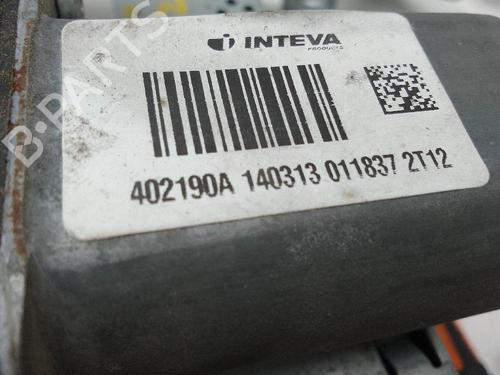 INTEVA
PRODUCTS
402190A 140313 011837 2T12
B-PARTS